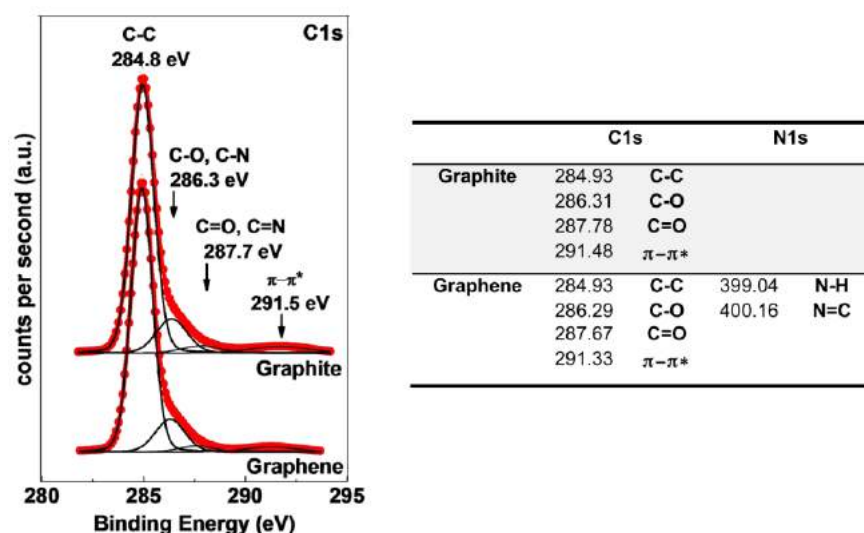 C-C
C1s
284.8 eV
C-O, C-N
286.3 eV
C=O, C=N
287.7 eV
π-π*
291.5 eV
Graphite
Graphene
counts per second (a.u.)
280 285 290 295
Binding Energy (eV)
C1s N1s
Graphite 284.93 C-C
286.31 C-O
287.78 C=O
291.48 π-π*
Graphene 284.93 C-C 399.04 N-H
286.29 C-O 400.16 N=C
287.67 C=O
291.33 π-π*